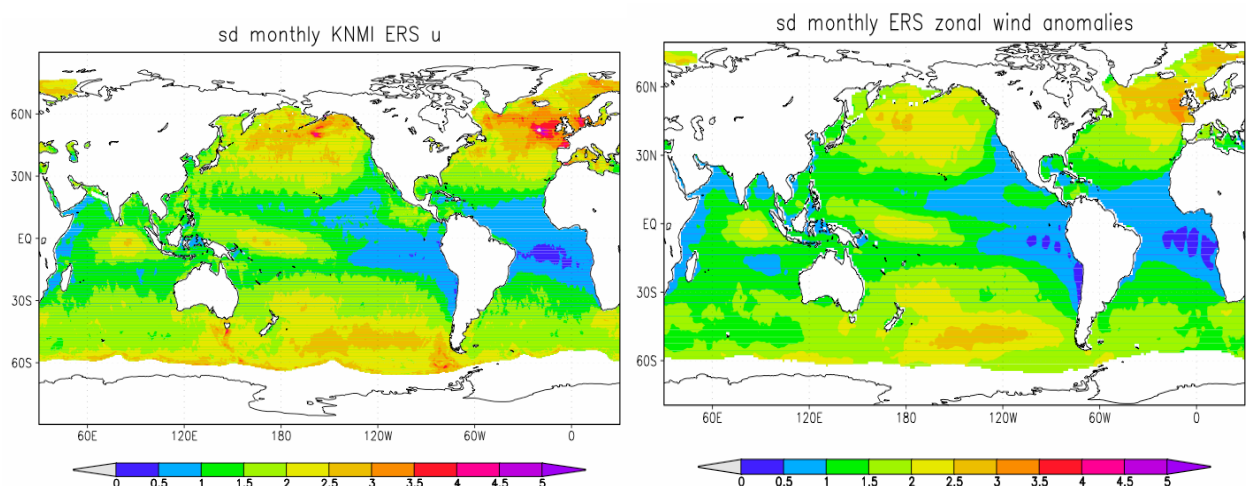 sd monthly KNMI ERS u
60N
30N
EQ
30S
60S
60E
120E
180
120W
60W
0
0
0.5
1
1.5
2
2.5
3
3.5
4
4.5
5
sd monthly ERS zonal wind anomalies
60N
30N
EQ
30S
60S
60E
120E
180
120W
60W
0
0
0.5
1
1.5
2
2.5
3
3.5
4
4.5
5